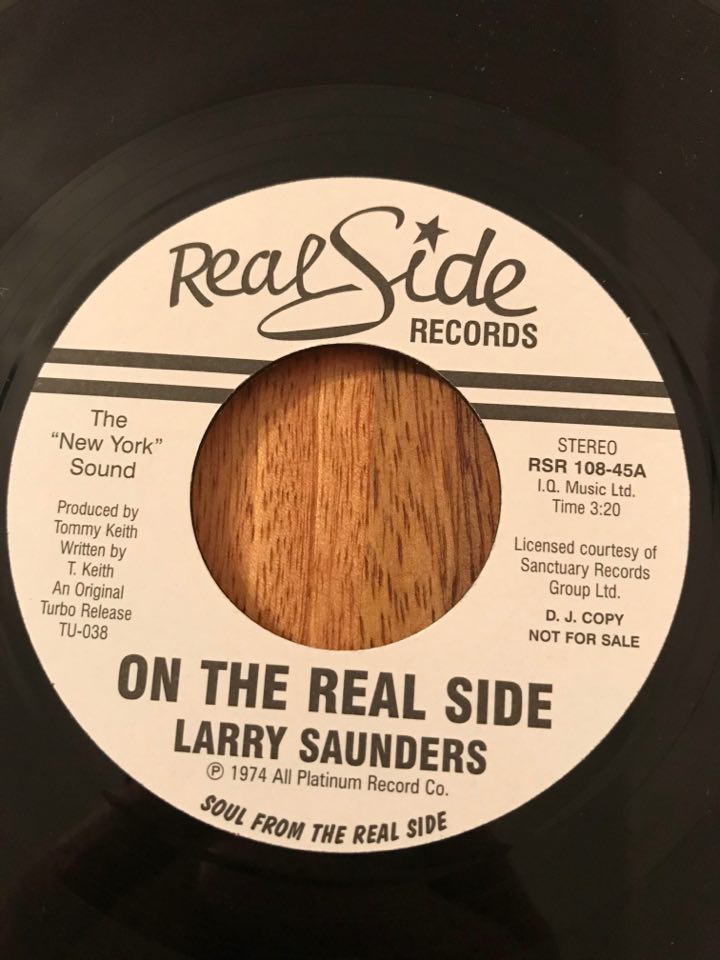 Real Side
RECORDS
The
"New York"
Sound
Produced by
Tommy Keith
Written by
T. Keith
An Original
Turbo Release
TU-038
STEREO
RSR 108-45A
I.Q. Music Ltd.
Time 3:20
Licensed courtesy of
Sanctuary Records
Group Ltd.
D. J. COPY
NOT FOR SALE
ON THE REAL SIDE
LARRY SAUNDERS
℗ 1974 All Platinum Record Co.
SOUL FROM THE REAL SIDE